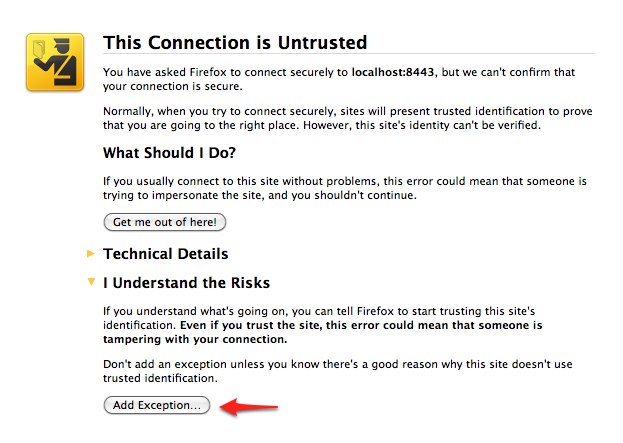 This Connection is Untrusted
You have asked Firefox to connect securely to localhost:8443, but we can't confirm that
your connection is secure.
Normally, when you try to connect securely, sites will present trusted identification to prove
that you are going to the right place. However, this site's identity can't be verified.
What Should I Do?
If you usually connect to this site without problems, this error could mean that someone is
trying to impersonate the site, and you shouldn't continue.
Get me out of here!
Technical Details
I Understand the Risks
If you understand what's going on, you can tell Firefox to start trusting this site's
identification. Even if you trust the site, this error could mean that someone is
tampering with your connection.
Don't add an exception unless you know there's a good reason why this site doesn't use
trusted identification.
Add Exception...